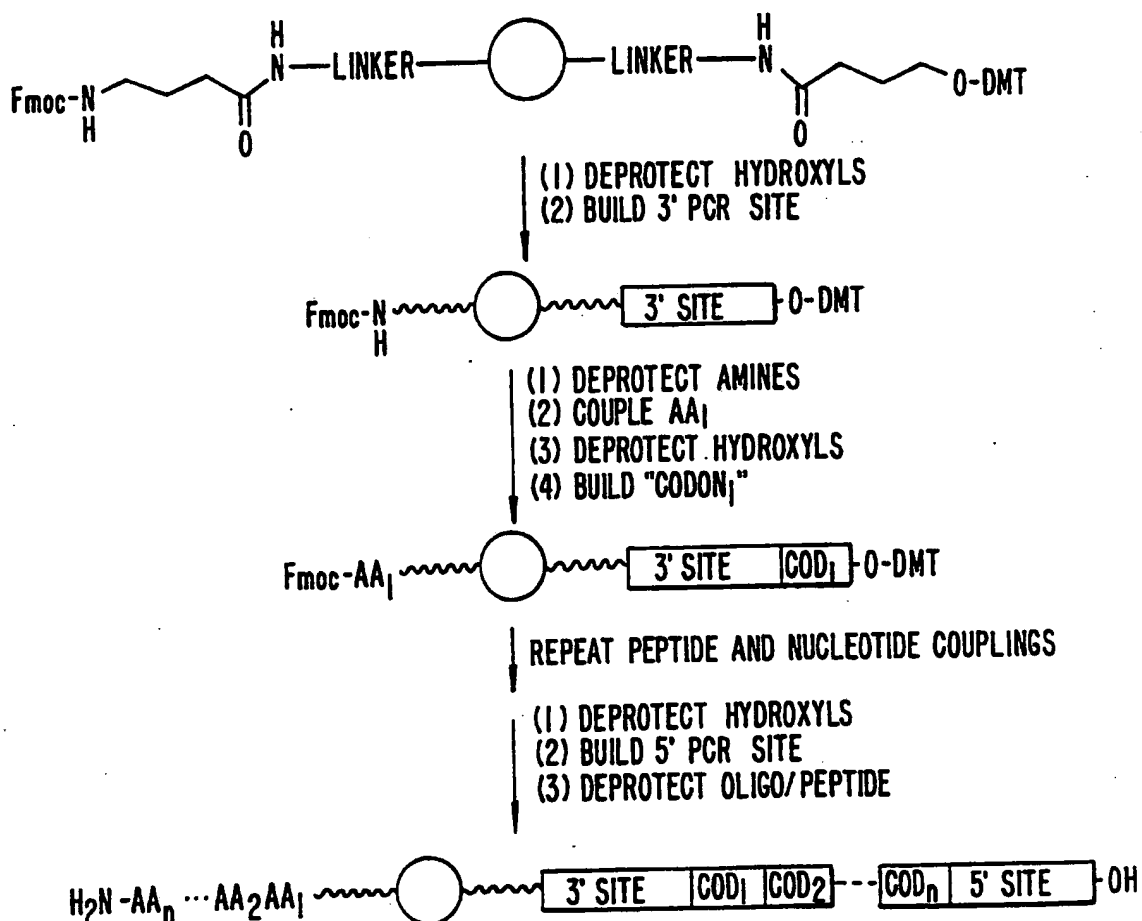 Fmoc-N H H N LINKER LINKER N H O O O-DMT
(1) DEPROTECT HYDROXYLS
(2) BUILD 3' PCR SITE
Fmoc-N H 3' SITE O-DMT
(1) DEPROTECT AMINES
(2) COUPLE AA1
(3) DEPROTECT HYDROXYLS
(4) BUILD "CODON1"
Fmoc-AA1 3' SITE COD1 O-DMT
REPEAT PEPTIDE AND NUCLEOTIDE COUPLINGS
(1) DEPROTECT HYDROXYLS
(2) BUILD 5' PCR SITE
(3) DEPROTECT OLIGO/PEPTIDE
H2N-AAn ··· AA2AA1 3' SITE COD1 COD2 --- CODn 5' SITE OH